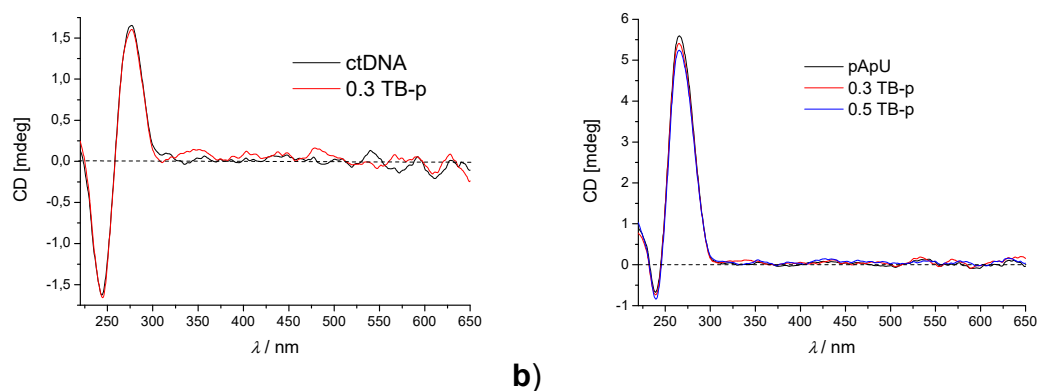 1,5
1,0
0,5
0,0
-0,5
-1,0
-1,5
CD [mdeg]
ctDNA
0.3 TB-p
250 300 350 400 450 500 550 600 650
λ / nm
6
5
4
3
2
1
0
-1
CD [mdeg]
pApU
0.3 TB-p
0.5 TB-p
250 300 350 400 450 500 550 600 650
λ / nm
b)